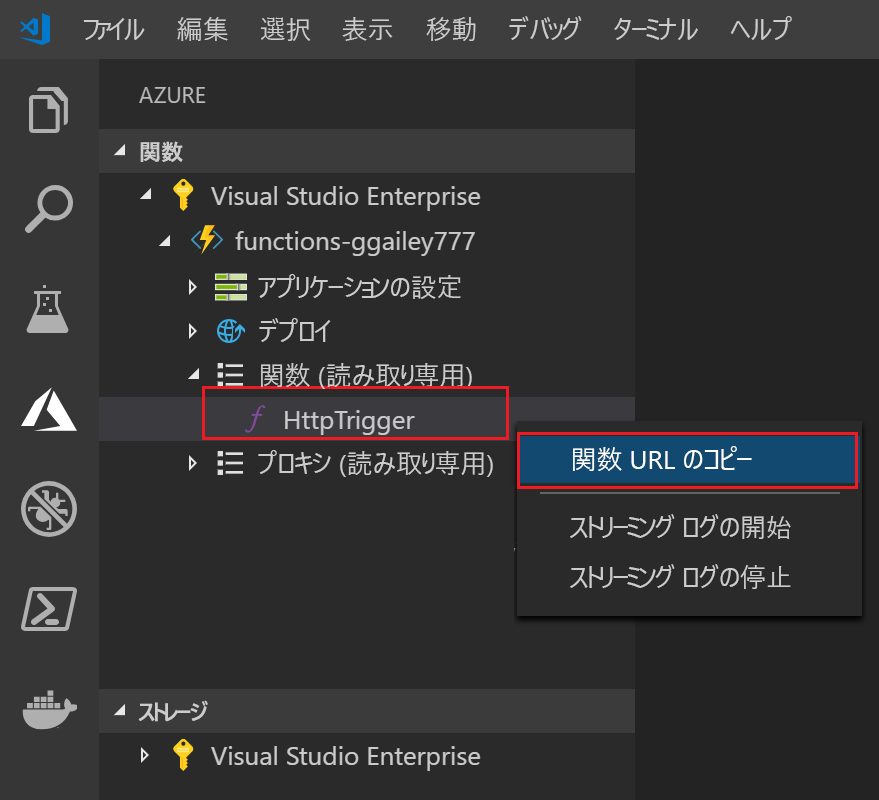 ファイル 編集 選択 表示 移動 デバッグ ターミナル ヘルプ
AZURE
関数
Visual Studio Enterprise
functions-ggailey777
アプリケーションの設定
デプロイ
関数 (読み取り専用)
HttpTrigger
プロキシ (読み取り専用)
関数 URL のコピー
ストリーミング ログの開始
ストリーミング ログの停止
ストレージ
Visual Studio Enterprise